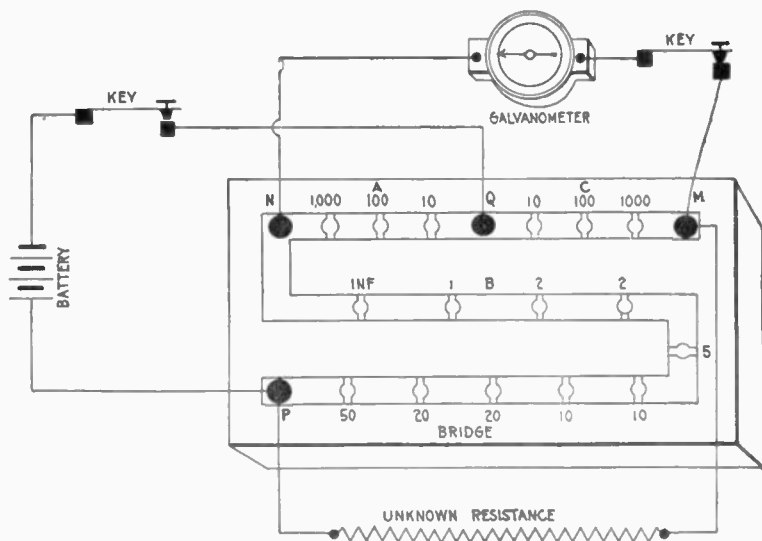 KEY
GALVANOMETER
KEY
BATTERY
A C
N 1,000 100 10 Q 10 100 1000 M
INF 1 B 2 2
5
P 50 20 20 10 10
BRIDGE
UNKNOWN RESISTANCE